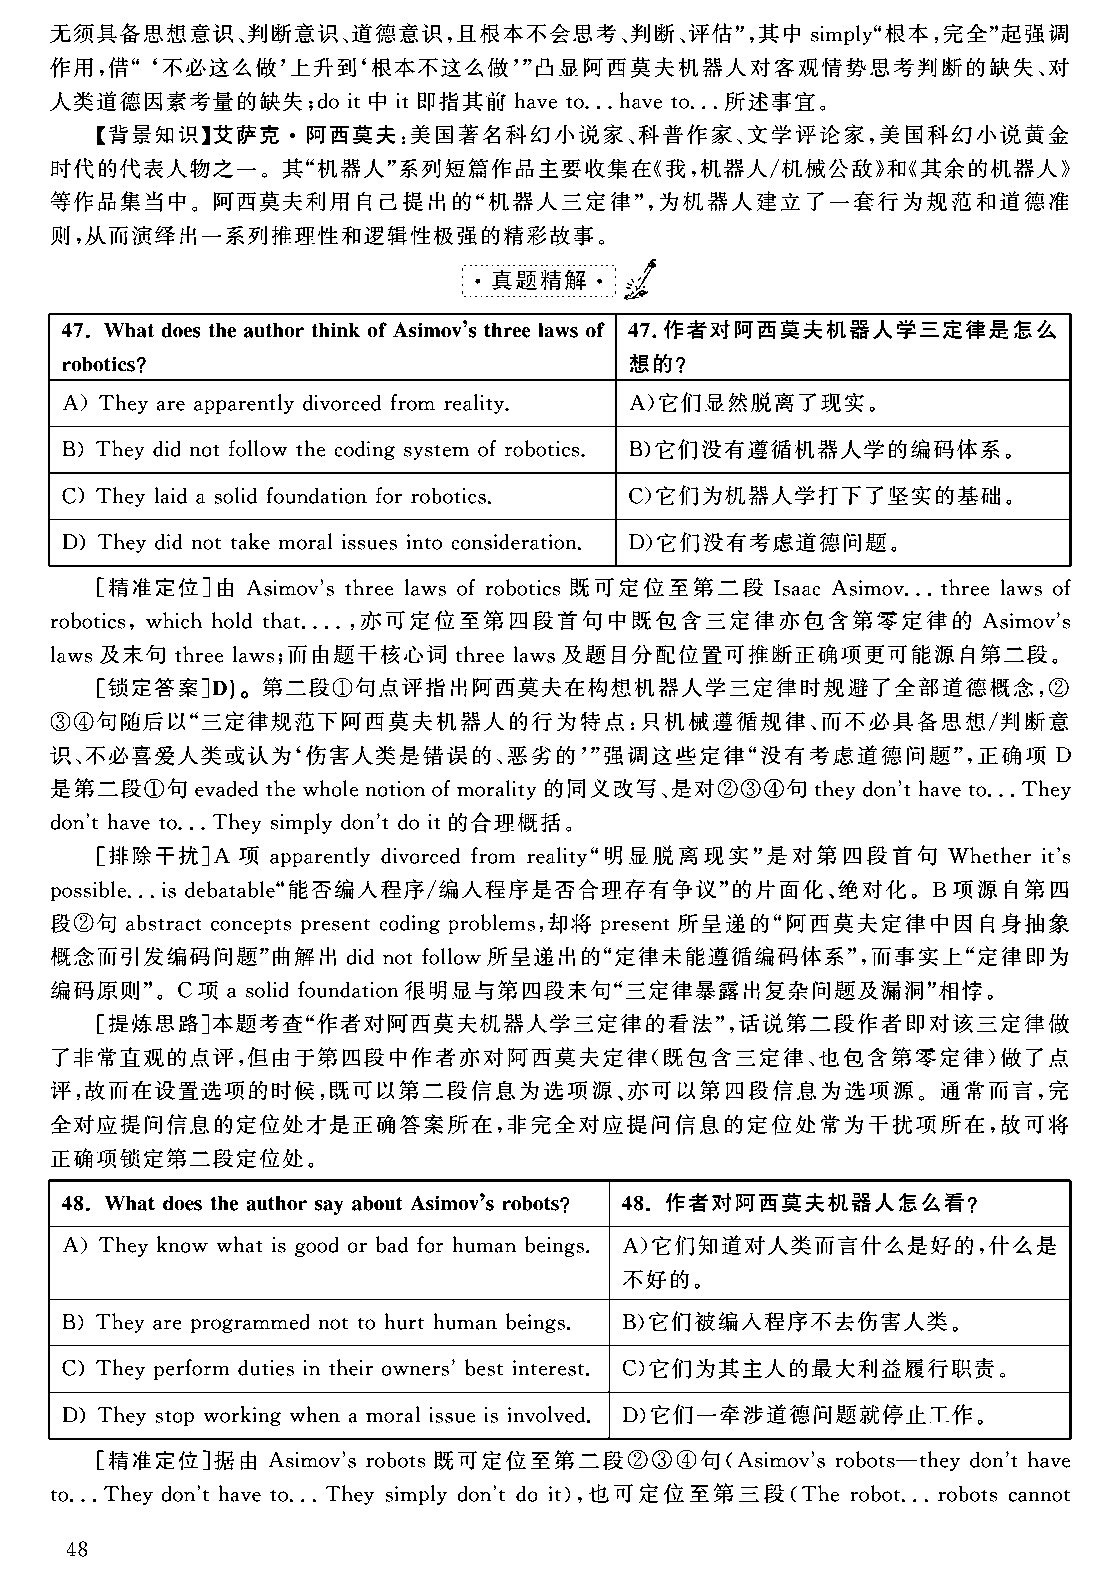 无须具备思想意识、判断意识、道德意识,且根本不会思考、判断、评估”,其中 simply“根本,完全”起强调
作用,借“‘不必这么做’上升到‘根本不这么做’”凸显阿西莫夫机器人对客观情势思考判断的缺失、对
人类道德因素考量的缺失;do it 中 it 即指其前 have to...have to...所述事宜。
【背景知识】艾萨克·阿西莫夫:美国著名科幻小说家、科普作家、文学评论家,美国科幻小说黄金
时代的代表人物之一。其“机器人”系列短篇作品主要收集在《我,机器人/机械公敌》和《其余的机器人》
等作品集当中。阿西莫夫利用自己提出的“机器人三定律”,为机器人建立了一套行为规范和道德准
则,从而演绎出一系列推理性和逻辑性极强的精彩故事。
·真题精解·
47. What does the author think of Asimov's three laws of robotics?
47.作者对阿西莫夫机器人学三定律是怎么想的?
A) They are apparently divorced from reality.
A)它们显然脱离了现实。
B) They did not follow the coding system of robotics.
B)它们没有遵循机器人学的编码体系。
C) They laid a solid foundation for robotics.
C)它们为机器人学打下了坚实的基础。
D) They did not take moral issues into consideration.
D)它们没有考虑道德问题。
[精准定位]由 Asimov's three laws of robotics 既可定位至第二段 Isaac Asimov...three laws of
robotics, which hold that....,亦可定位至第四段首句中既包含三定律亦包含第零定律的 Asimov's
laws 及末句 three laws;而由题干核心词 three laws 及题目分配位置可推断正确项更可能源自第二段。
[锁定答案]D)。第二段①句点评指出阿西莫夫在构想机器人学三定律时规避了全部道德概念,②
③④句随后以“三定律规范下阿西莫夫机器人的行为特点:只机械遵循规律、而不必具备思想/判断意
识、不必喜爱人类或认为‘伤害人类是错误的、恶劣的’”强调这些定律“没有考虑道德问题”,正确项 D
是第二段①句 evaded the whole notion of morality 的同义改写、是对②③④句 they don't have to...They
don't have to...They simply don't do it 的合理概括。
[排除干扰]A 项 apparently divorced from reality“明显脱离现实”是对第四段首句 Whether it's
possible...is debatable“能否编入程序/编入程序是否合理存有争议”的片面化、绝对化。B 项源自第四
段②句 abstract concepts present coding problems,却将 present 所呈递的“阿西莫夫定律中因自身抽象
概念而引发编码问题”曲解出 did not follow 所呈递出的“定律未能遵循编码体系”,而事实上“定律即为
编码原则”。C 项 a solid foundation 很明显与第四段末句“三定律暴露出复杂问题及漏洞”相悖。
[提炼思路]本题考查“作者对阿西莫夫机器人学三定律的看法”,话说第二段作者即对该三定律做
了非常直观的点评,但由于第四段中作者亦对阿西莫夫定律(既包含三定律、也包含第零定律)做了点
评,故而在设置选项的时候,既可以第二段信息为选项源、亦可以第四段信息为选项源。通常而言,完
全对应提问信息的定位处才是正确答案所在,非完全对应提问信息的定位处常为干扰项所在,故可将
正确项锁定第二段定位处。
48. What does the author say about Asimov's robots?
48. 作者对阿西莫夫机器人怎么看?
A) They know what is good or bad for human beings.
A)它们知道对人类而言什么是好的,什么是不好的。
B) They are programmed not to hurt human beings.
B)它们被编入程序不去伤害人类。
C) They perform duties in their owners' best interest.
C)它们为其主人的最大利益履行职责。
D) They stop working when a moral issue is involved.
D)它们一牵涉道德问题就停止工作。
[精准定位]据由 Asimov's robots 既可定位至第二段②③④句(Asimov's robots—they don't have
to...They don't have to...They simply don't do it),也可定位至第三段(The robot...robots cannot
48